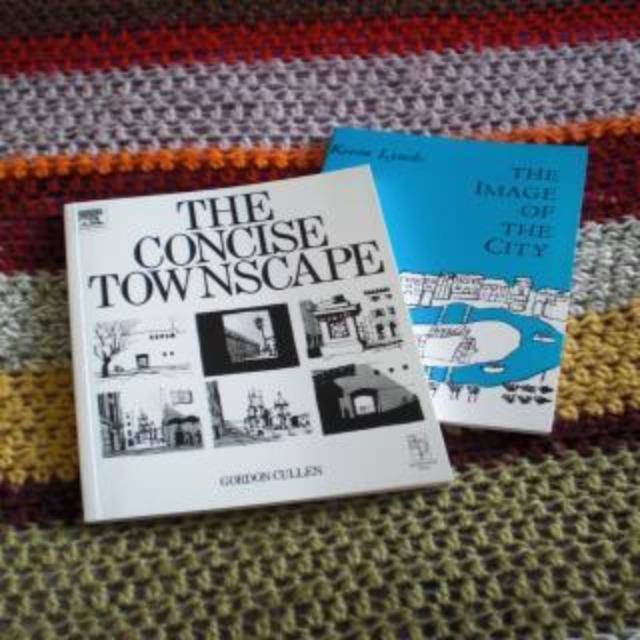 THE
CONCISE
TOWNSCAPE
GORDON CULLEN
Kevin Lynch
THE
IMAGE
OF
THE
CITY